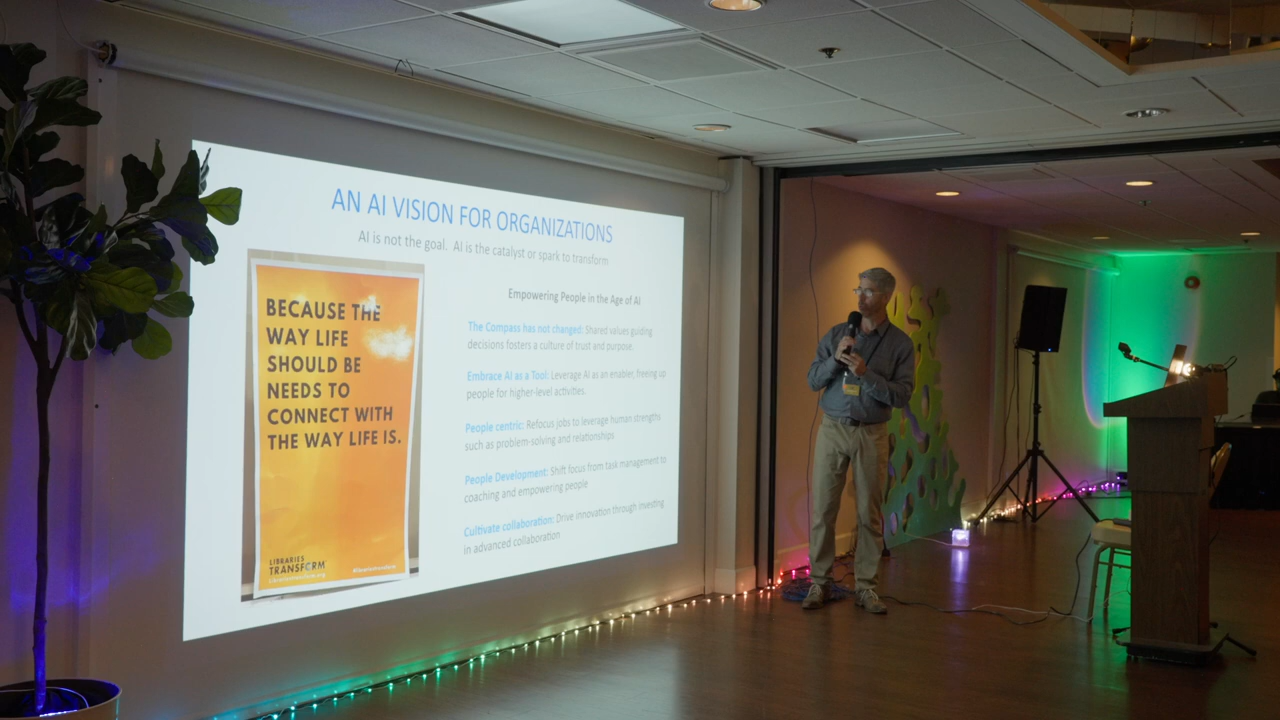 AN AI VISION FOR ORGANIZATIONS
AI is not the goal. AI is the catalyst or spark to transform
BECAUSE THE
WAY LIFE
SHOULD BE
NEEDS TO
CONNECT WITH
THE WAY LIFE IS.
LIBRARIES
TRANSFORM
librariestransform.org
#librariestransform
Empowering People in the Age of AI
The Compass has not changed: Shared values guiding
decisions fosters a culture of trust and purpose.
Embrace AI as a Tool: Leverage AI as an enabler, freeing up
people for higher-level activities.
People centric: Refocus jobs to leverage human strengths
such as problem-solving and relationships
People Development: Shift focus from task management to
coaching and empowering people
Cultivate collaboration: Drive innovation through investing
in advanced collaboration